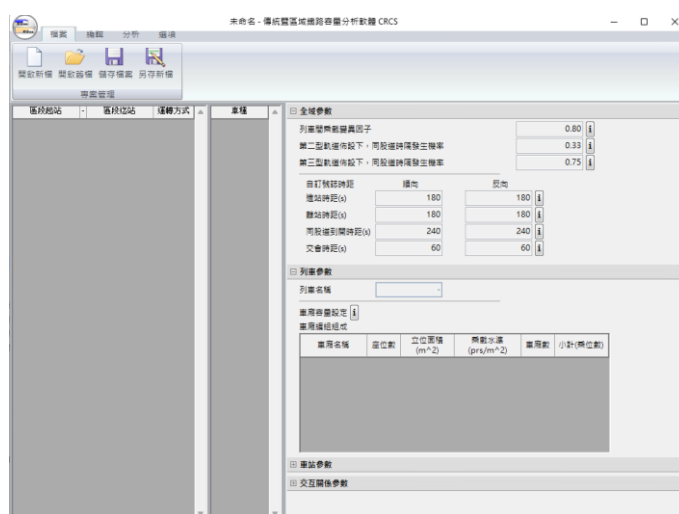 未命名 - 傳統暨區域鐵路容量分析軟體 CRCS
檔案 編輯 分析 選項
開啟新檔 開啟舊檔 儲存檔案 另存新檔
專案管理
區段起站 - 區段迄站 運轉方式 車種
全域參數
列車間乘載變異因子 0.80 i
第二型軌道佈設下，同股道時隔發生機率 0.33 i
第三型軌道佈設下，同股道時隔發生機率 0.75 i
自訂號誌時距 順向 反向
進站時距(s) 180 180 i
離站時距(s) 180 180 i
同股道到開時距(s) 240 240 i
交會時距(s) 60 60 i
列車參數
列車名稱
車廂容量設定 i
車廂編組組成
車廂名稱 座位數 立位面積 (m^2) 乘載水準 (prs/m^2) 車廂數 小計(乘位數)
車站參數
交互關係參數